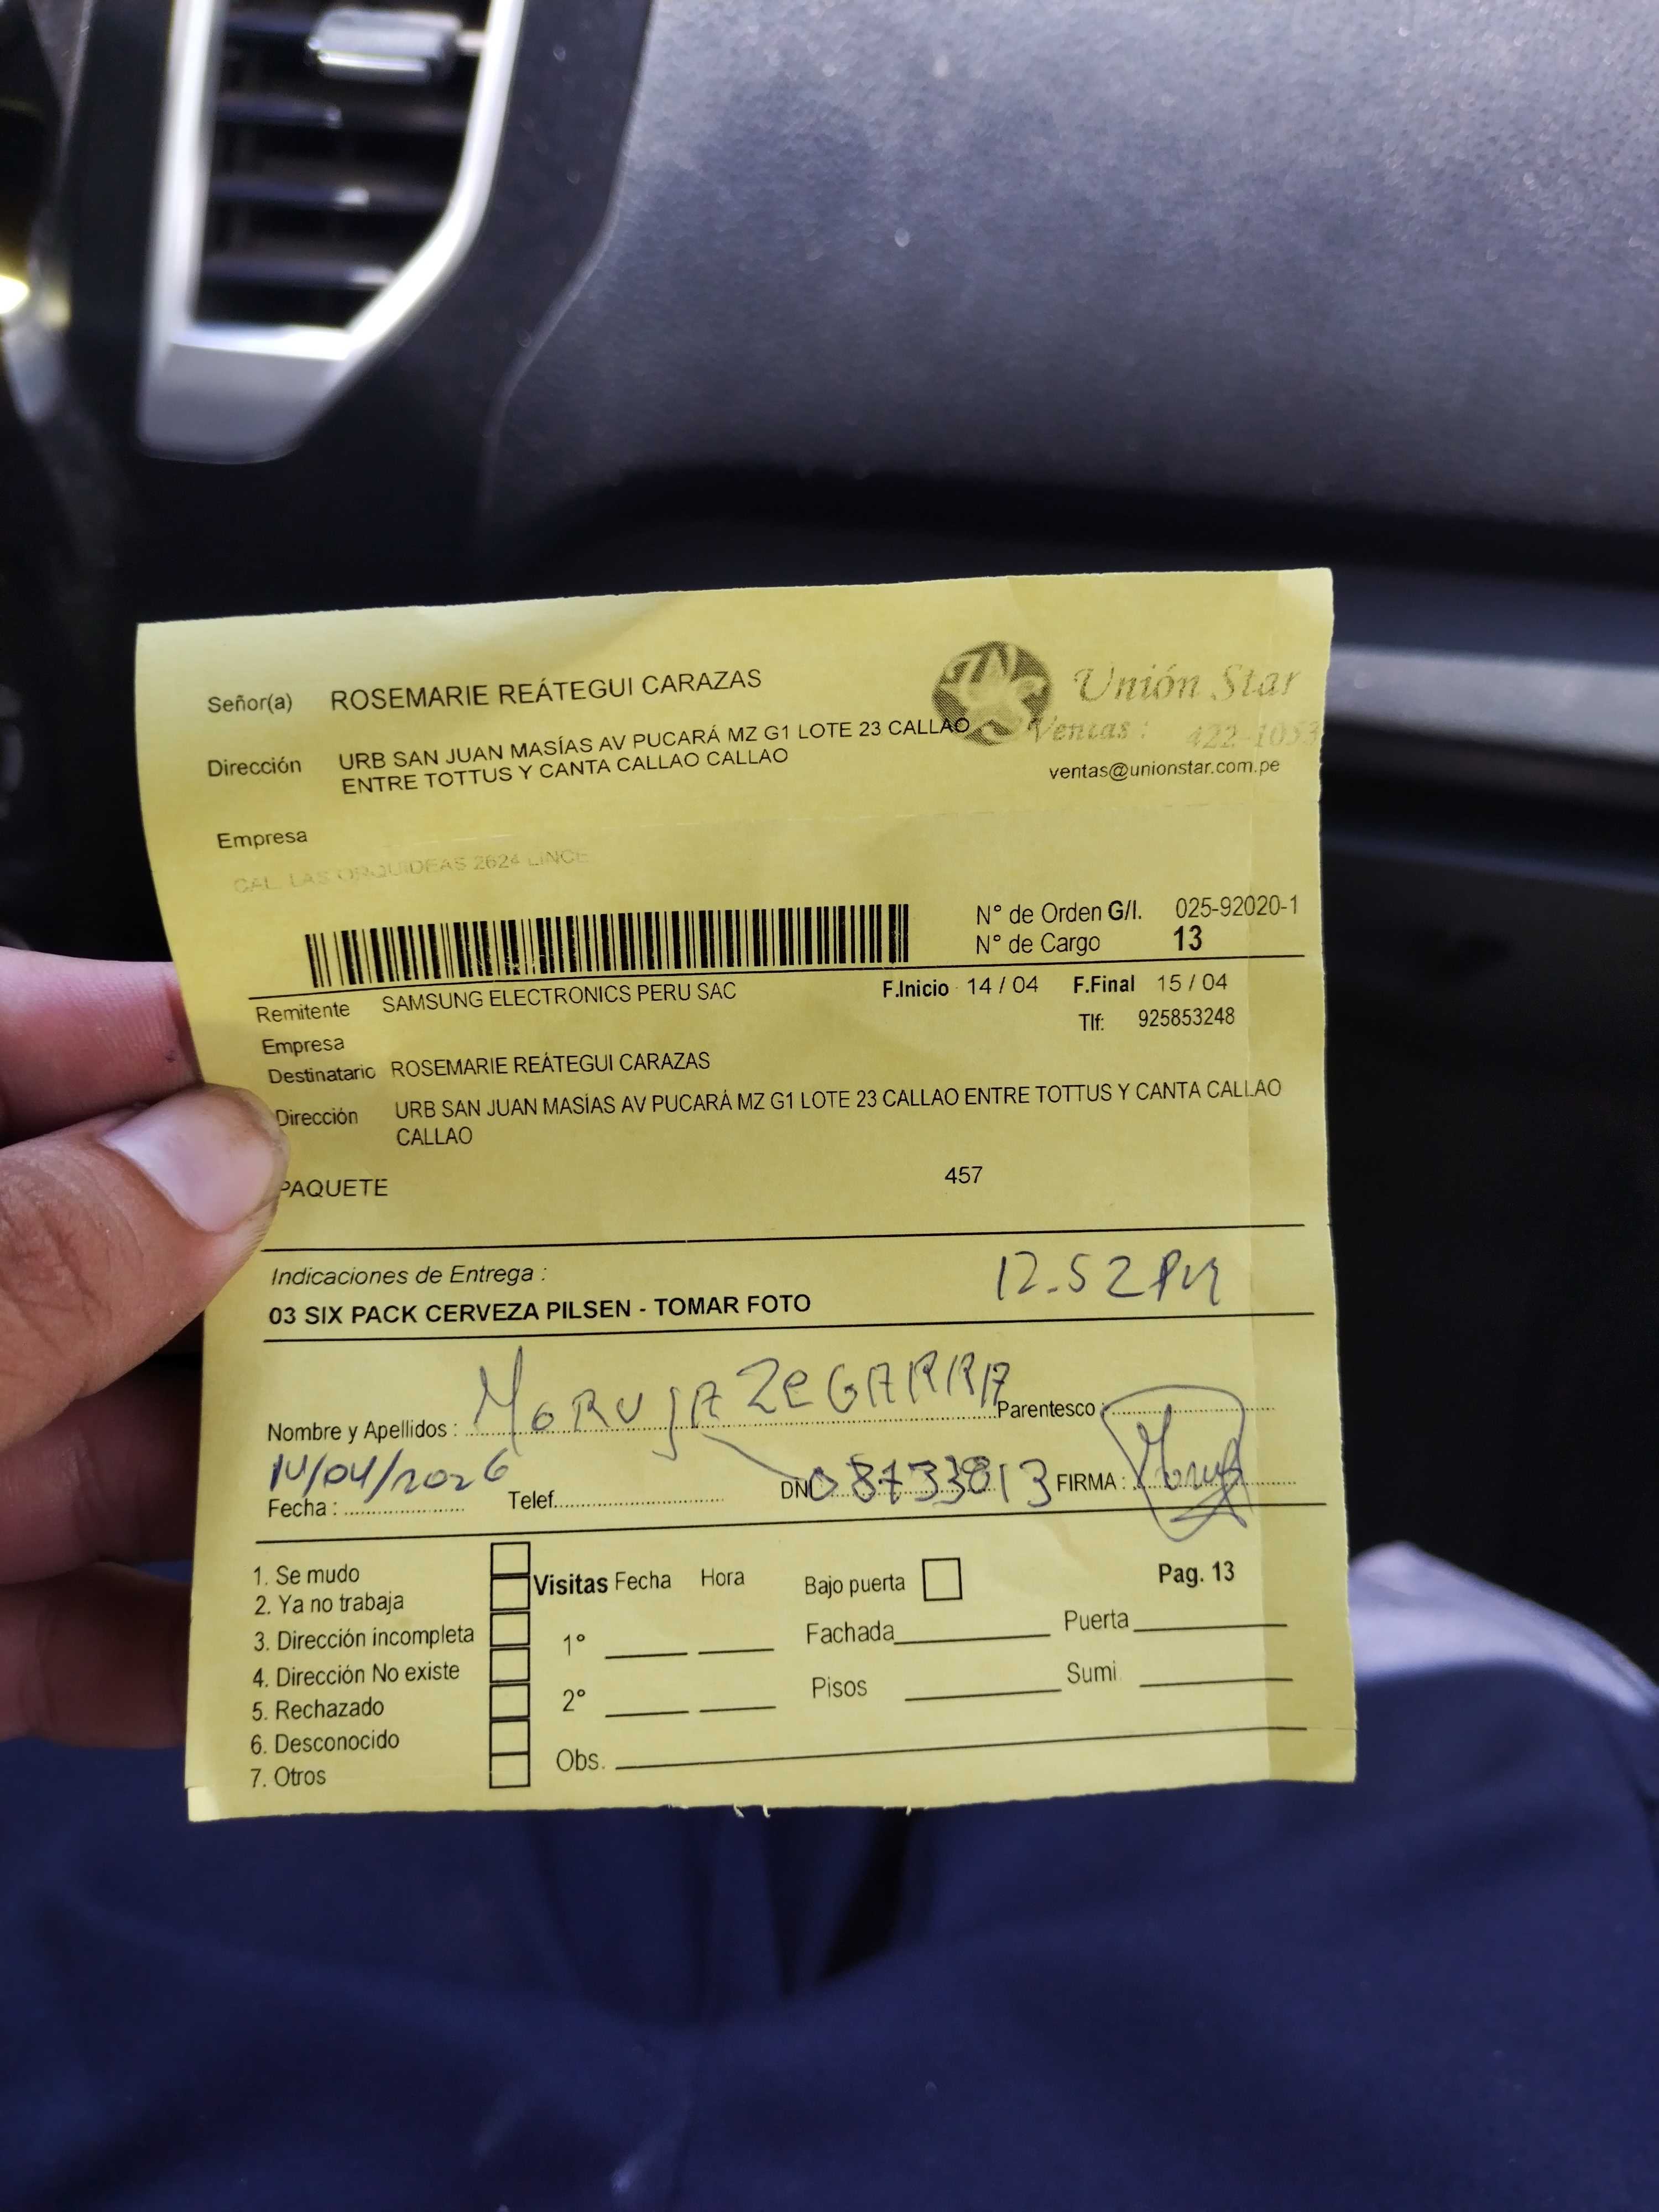 Señor(a) ROSEMARIE REÁTEGUI CARAZAS
Unión Star
Ventas : 422-1053
Dirección URB SAN JUAN MASÍAS AV PUCARÁ MZ G1 LOTE 23 CALLAO
ENTRE TOTTUS Y CANTA CALLAO CALLAO
ventas@unionstar.com.pe
Empresa
CAL. LAS ORQUIDEAS 2624 LINCE
N° de Orden G/I. 025-92020-1
N° de Cargo 13
Remitente SAMSUNG ELECTRONICS PERU SAC F.Inicio 14 / 04 F.Final 15 / 04
Empresa Tlf: 925853248
Destinatario ROSEMARIE REÁTEGUI CARAZAS
Dirección URB SAN JUAN MASÍAS AV PUCARÁ MZ G1 LOTE 23 CALLAO ENTRE TOTTUS Y CANTA CALLAO
CALLAO
PAQUETE 457
Indicaciones de Entrega : 12.52 PM
03 SIX PACK CERVEZA PILSEN - TOMAR FOTO
Nombre y Apellidos : MORUJA ZEGARRA Parentesco :
Fecha : 14/04/2026 Telef. DNI 08733813 FIRMA :
1. Se mudo
2. Ya no trabaja
3. Dirección incompleta
4. Dirección No existe
5. Rechazado
6. Desconocido
7. Otros
Visitas Fecha Hora
1°
2°
Obs.
Bajo puerta
Fachada
Pisos
Pag. 13
Puerta
Sumi